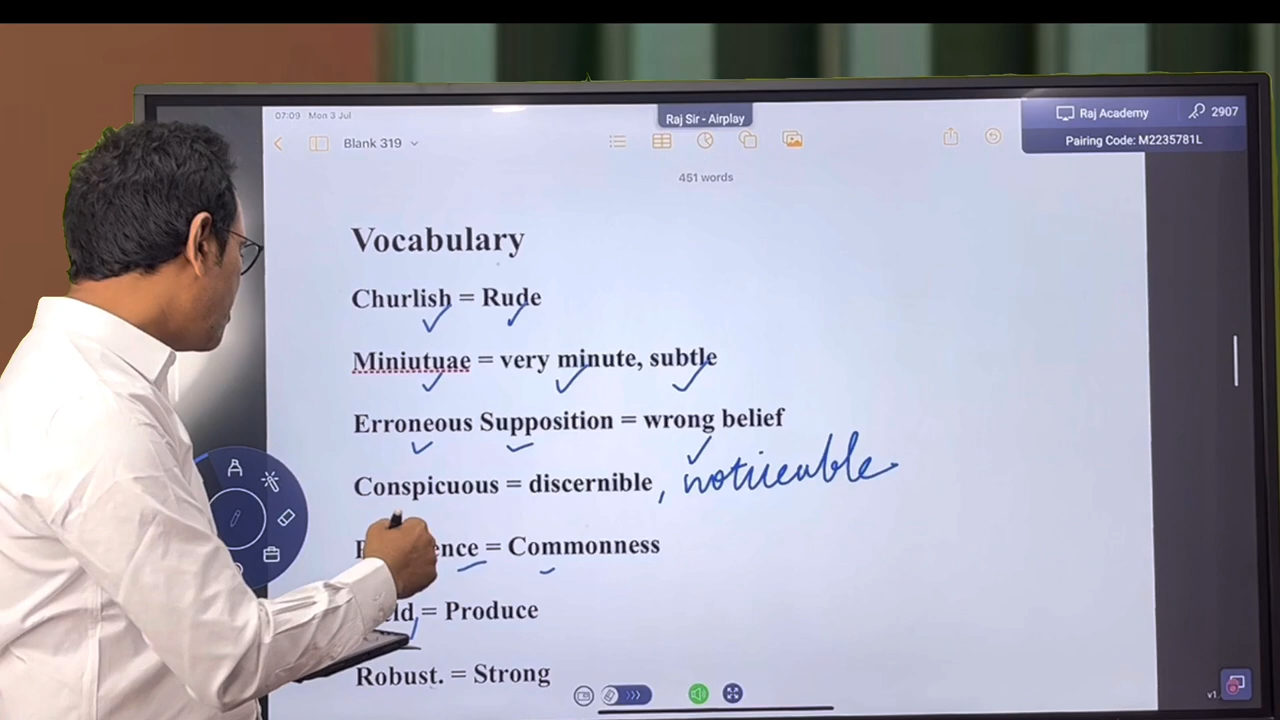 07:09 Mon 3 Jul
Raj Sir - Airplay
Raj Academy 2907
Blank 319
Pairing Code: M2235781L
451 words
Vocabulary
Churlish = Rude
Miniutuae = very minute, subtle
Erroneous Supposition = wrong belief
Conspicuous = discernible, noticeable
= Commonness
= Produce
Robust. = Strong